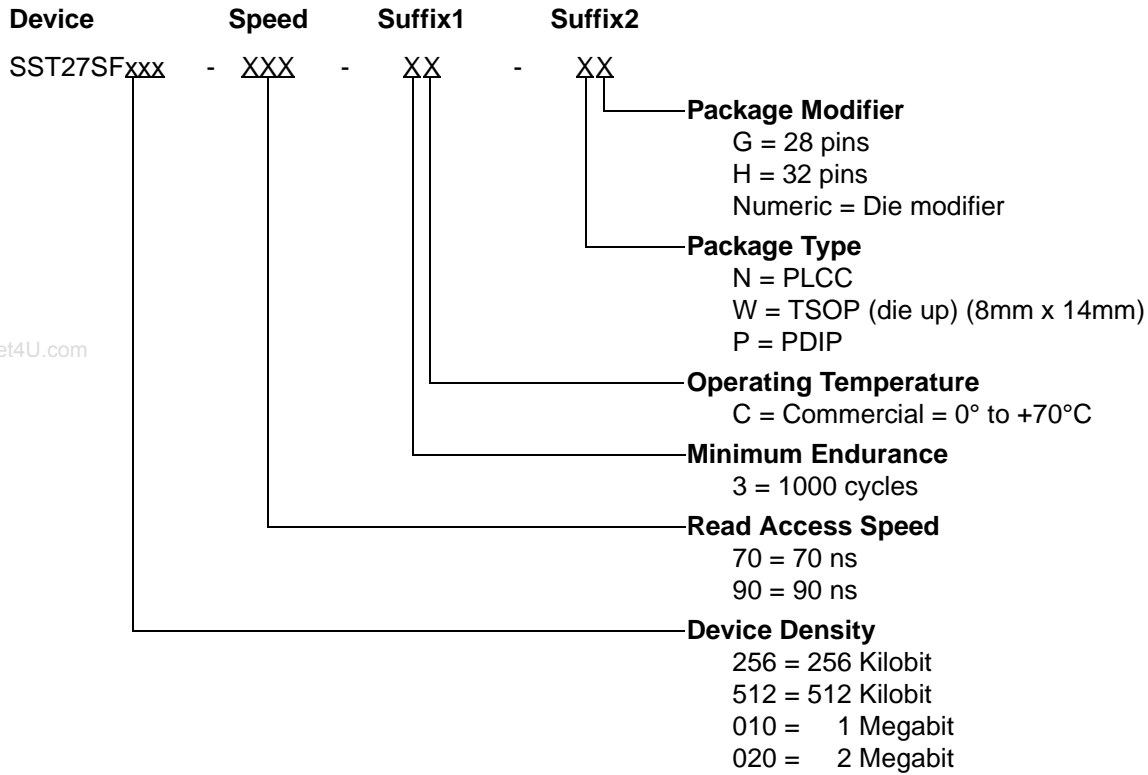 Device Speed Suffix1 Suffix2
SST27SFxxx - XXX - XX - XX
Package Modifier
G = 28 pins
H = 32 pins
Numeric = Die modifier
Package Type
N = PLCC
W = TSOP (die up) (8mm x 14mm)
P = PDIP
et4U.com
Operating Temperature
C = Commercial = 0° to +70°C
Minimum Endurance
3 = 1000 cycles
Read Access Speed
70 = 70 ns
90 = 90 ns
Device Density
256 = 256 Kilobit
512 = 512 Kilobit
010 = 1 Megabit
020 = 2 Megabit